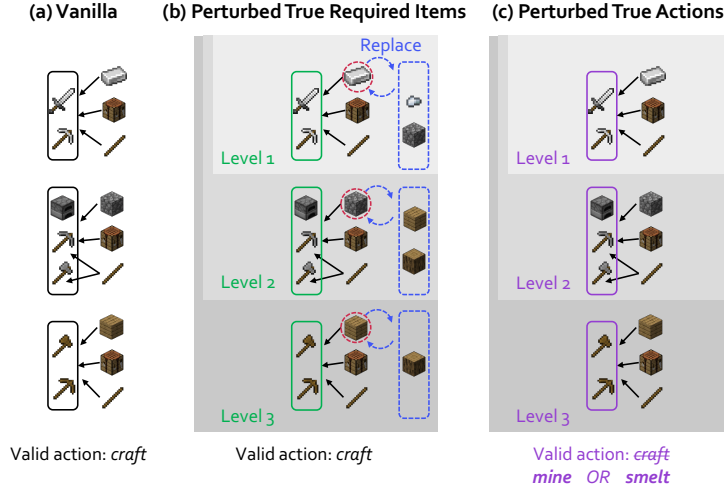 (a) Vanilla
(b) Perturbed True Required Items
(c) Perturbed True Actions
Replace
Level 1
Level 1
Level 2
Level 2
Level 3
Level 3
Valid action: craft
Valid action: craft
Valid action: craft
mine OR smelt